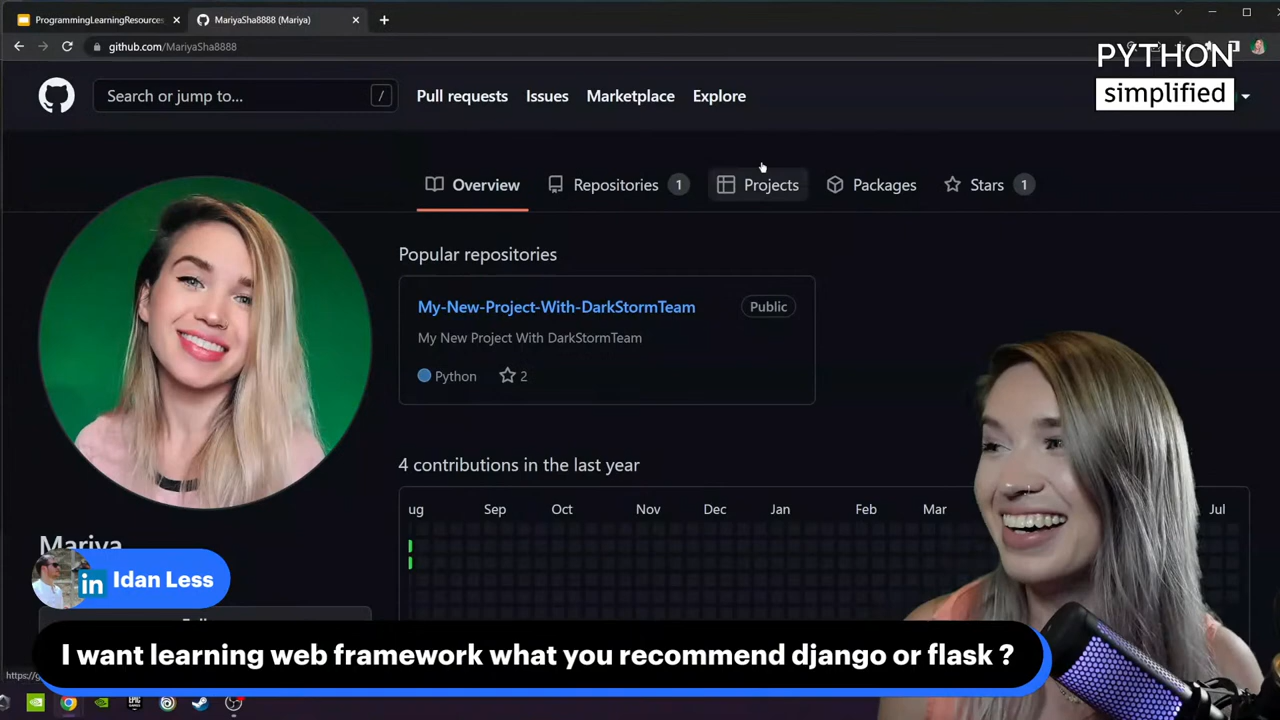 ProgrammingLearningResources
MariyaSha8888 (Mariya)
github.com/MariyaSha8888
PYTHON
simplified
Search or jump to...
/
Pull requests
Issues
Marketplace
Explore
Overview
Repositories 1
Projects
Packages
Stars 1
Popular repositories
My-New-Project-With-DarkStormTeam
Public
My New Project With DarkStormTeam
Python
2
4 contributions in the last year
ug Sep Oct Nov Dec Jan Feb Mar Jul
Mariya
in Idan Less
I want learning web framework what you recommend django or flask ?